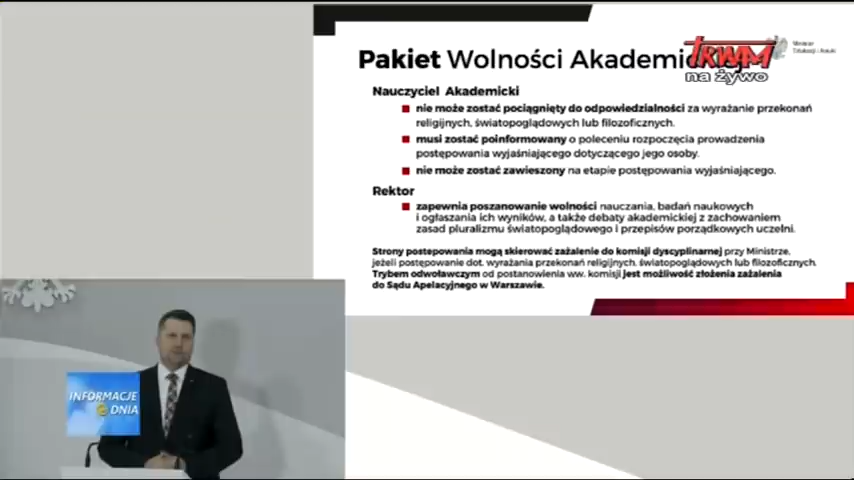 Pakiet Wolności Akademickiej
TRWAM
na żywo
Minister
Edukacji i Nauki
Nauczyciel Akademicki
nie może zostać pociągnięty do odpowiedzialności za wyrażanie przekonań
religijnych, światopoglądowych lub filozoficznych.
musi zostać poinformowany o poleceniu rozpoczęcia prowadzenia
postępowania wyjaśniającego dotyczącego jego osoby.
nie może zostać zawieszony na etapie postępowania wyjaśniającego.
Rektor
zapewnia poszanowanie wolności nauczania, badań naukowych
i ogłaszania ich wyników, a także debaty akademickiej z zachowaniem
zasad pluralizmu światopoglądowego i przepisów porządkowych uczelni.
Strony postępowania mogą skierować zażalenie do komisji dyscyplinarnej przy Ministrze,
jeżeli postępowanie dot. wyrażania przekonań religijnych, światopoglądowych lub filozoficznych.
Trybem odwoławczym od postanowienia ww. komisji jest możliwość złożenia zażalenia
do Sądu Apelacyjnego w Warszawie.
INFORMACJE
DNIA